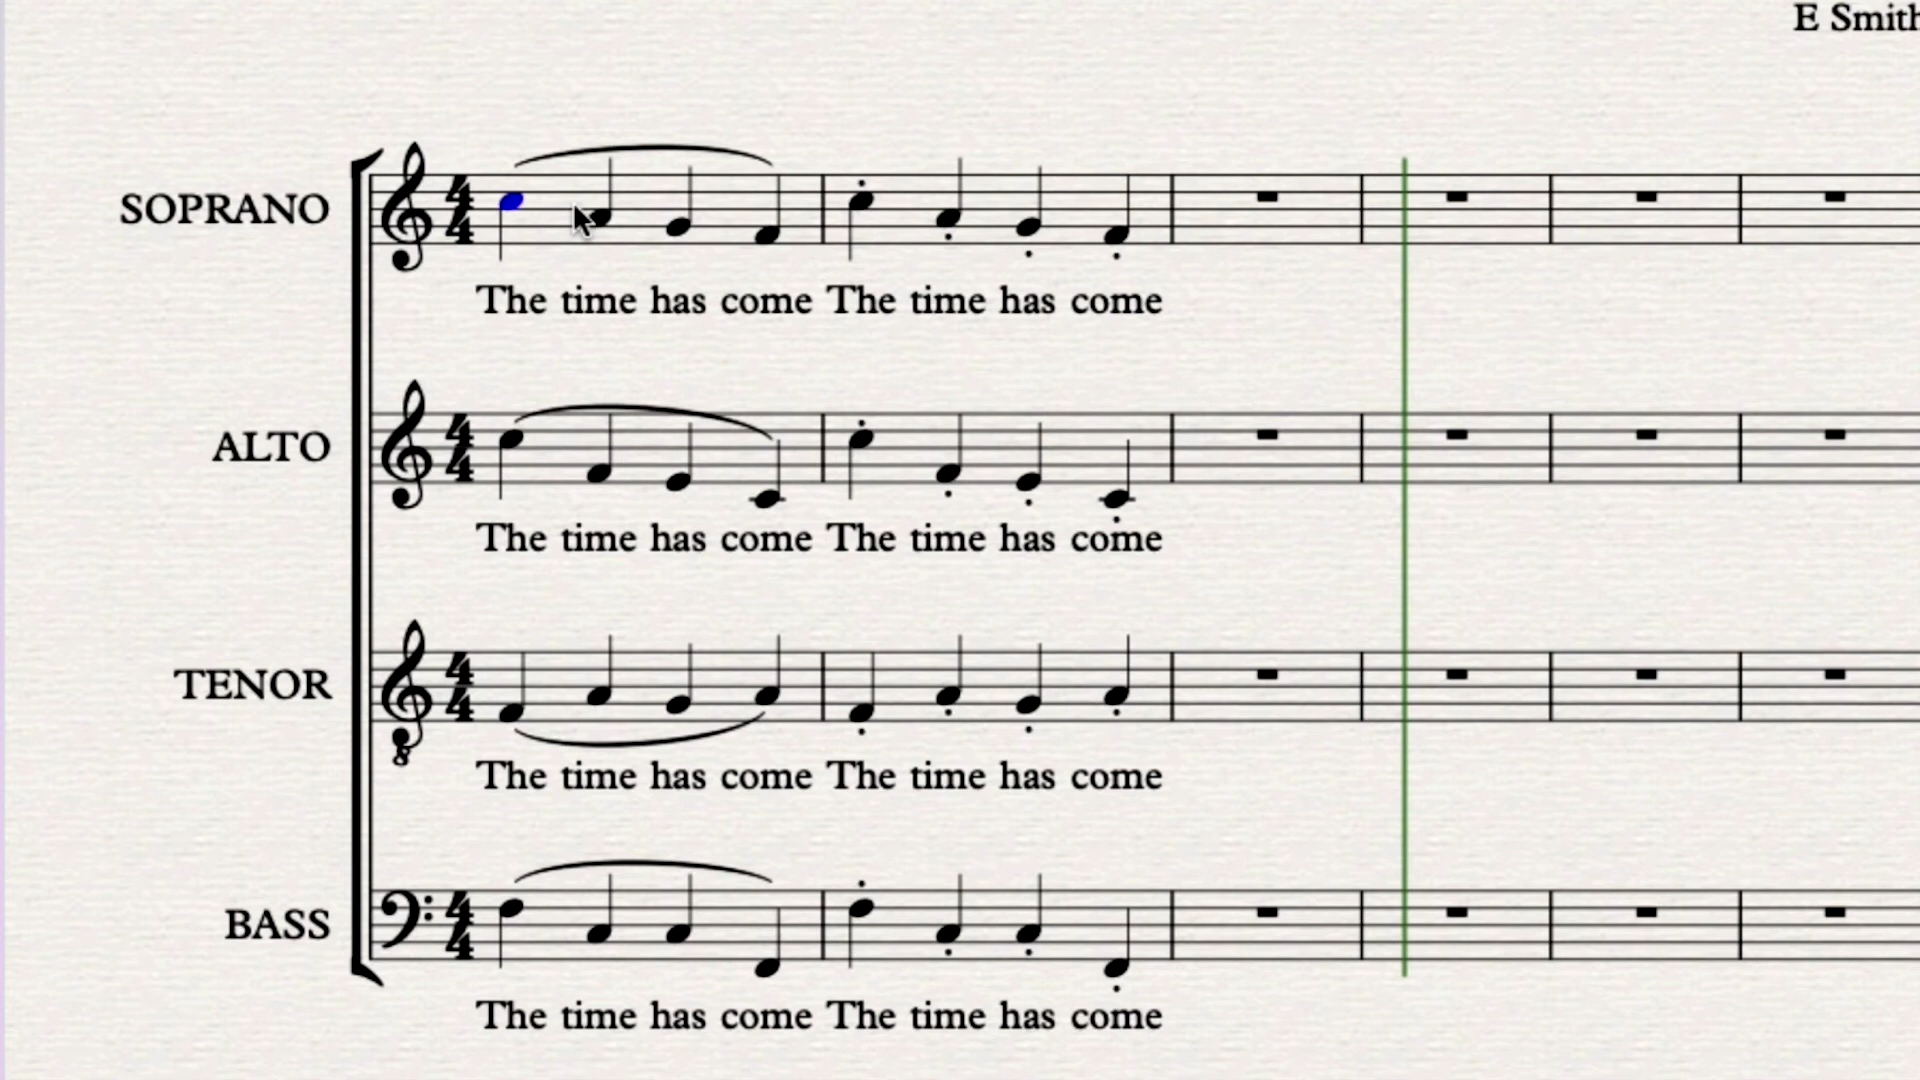 E Smith
SOPRANO
The time has come The time has come
ALTO
The time has come The time has come
TENOR
8
The time has come The time has come
BASS
The time has come The time has come